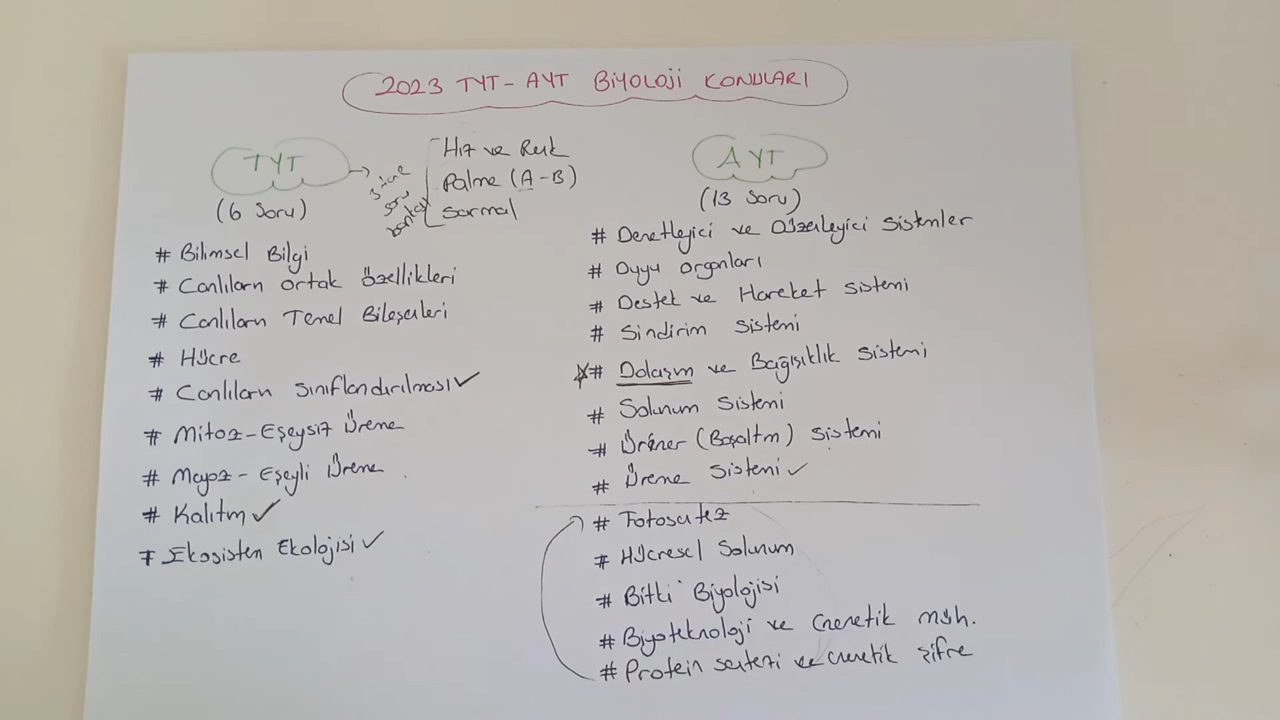 2023 TYT-AYT BİYOLOJİ KONULARI
TYT
(6 Soru)
soru
Hız ve Renk
Palme (A-B)
Sarmal
# Bilimsel Bilgi
# Canlıların Ortak Özellikleri
# Canlıların Temel Bileşenleri
# Hücre
# Canlıların Sınıflandırılması ✓
# Mitoz-Eşeysiz Üreme
# Mayoz-Eşeyli Üreme
# Kalıtım ✓
# Ekosistem Ekolojisi ✓
AYT
(13 Soru)
# Denetleyici ve Düzenleyici Sistemler
# Duyu Organları
# Destek ve Hareket Sistemi
# Sindirim Sistemi
# Dolaşım ve Bağışıklık Sistemi
# Solunum Sistemi
# Üriner (Boşaltım) Sistemi
# Üreme Sistemi ✓
# Fotosentez
# Hücresel Solunum
# Bitki Biyolojisi
# Biyoteknoloji ve Genetik müh.
# Protein sentezi ve Genetik Şifre